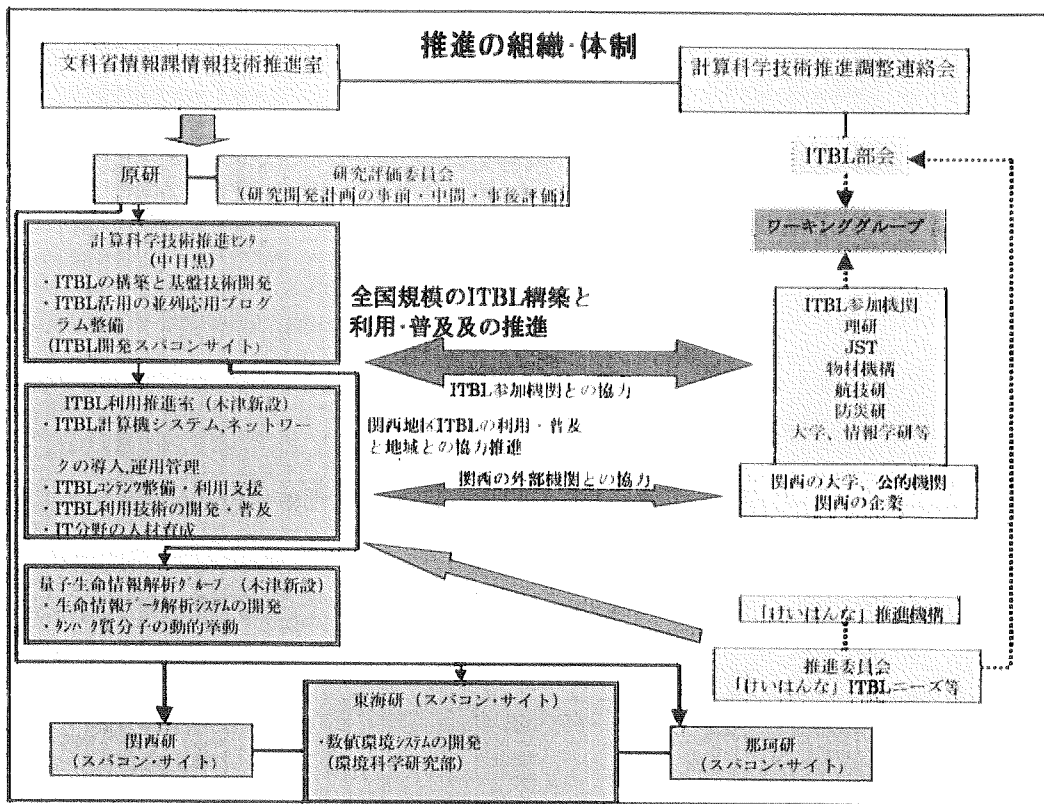 推進の組織・体制
文科省情報課情報技術推進室
計算科学技術推進調整連絡会
原研
研究評価委員会
(研究開発計画の事前・中間・事後評価)
ITBL部会
ワーキンググループ
計算科学技術推進ｾﾝﾀｰ
(中目黒)
・ITBLの構築と基盤技術開発
・ITBL活用の並列応用プログ
ラム整備
(ITBL開発スパコンサイト)
全国規模のITBL構築と
利用・普及及の推進
ITBL参加機関との協力
ITBL参加機関
理研
JST
物材機構
航技研
防災研
大学、情報学研等
ITBL利用推進室（木津新設）
・ITBL計算機システム,ネットワー
クの導入,運用管理
・ITBLｺﾝﾃﾝﾂ整備・利用支援
・ITBL利用技術の開発・普及
・IT分野の人材育成
関西地区ITBLの利用・普及
と地域との協力推進
関西の外部機関との協力
関西の大学、公的機関
関西の企業
量子生命情報解析ｸﾞﾙｰﾌﾟ（木津新設）
・生命情報ﾃﾞｰﾀ解析ｼｽﾃﾑの開発
・ﾀﾝﾊﾟｸ質分子の動的挙動
「けいはんな」推進機構
推進委員会
「けいはんな」ITBLニーズ等
関西研
(スパコン・サイト)
東海研（スパコン・サイト）
・数値環境ｼｽﾃﾑの開発
(環境科学研究部)
那珂研
(スパコン・サイト)